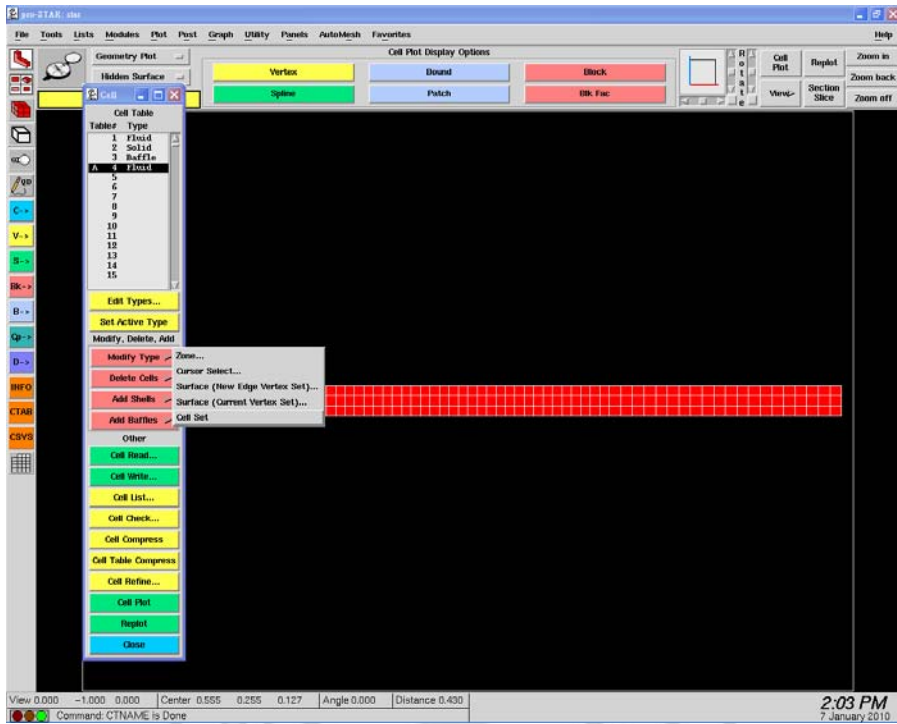 pro-STAR: star
File Tools Lists Modules Plot Post Graph Utility Panels AutoMesh Favorites Help
Geometry Plot
Hidden Surface
Cell Plot Display Options
Vertex Bound Block
Spline Patch Blk Fac
Rotate
Cell Plot
Replot
Zoom in
Zoom back
View->
Section Slice
Zoom off
Cell
Cell Table
Table# Type
1 Fluid
2 Solid
3 Baffle
A 4 Fluid
5
6
7
8
9
10
11
12
13
14
15
Edit Types...
Set Active Type
Modify, Delete, Add
Modify Type
Delete Cells
Add Shells
Add Baffles
Zone...
Cursor Select...
Surface (New Edge Vertex Set)...
Surface (Current Vertex Set)...
Cell Set
Other
Cell Read...
Cell Write...
Cell List...
Cell Check...
Cell Compress
Cell Table Compress
Cell Refine...
Cell Plot
Replot
Close
C->
V->
S->
Bk->
B->
Cp->
D->
INFO
CTAB
CSYS
View 0.000 -1.000 0.000 Center 0.555 0.255 0.127 Angle 0.000 Distance 0.430
Command: CTNAME is Done
2:03 PM
7 January 2010